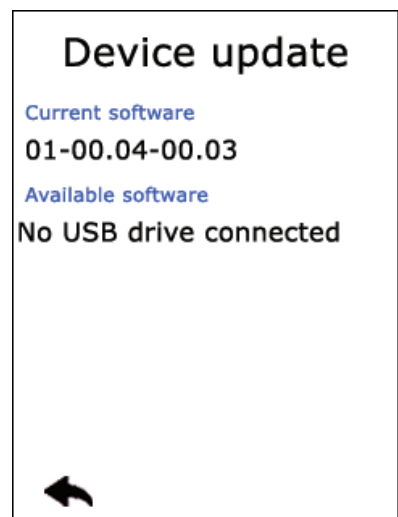 Device update
Current software
01-00.04-00.03
Available software
No USB drive connected